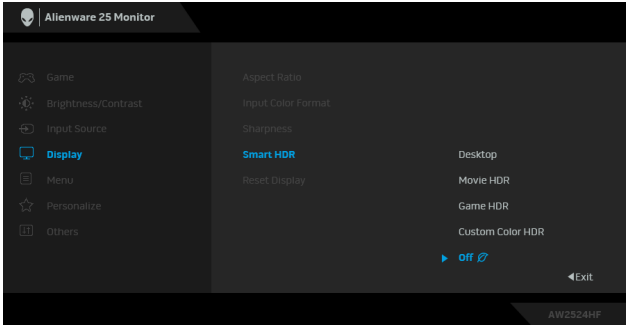 Alienware 25 Monitor
Game
Brightness/Contrast
Input Source
Display
Menu
Personalize
Others
Aspect Ratio
Input Color Format
Sharpness
Smart HDR
Reset Display
Desktop
Movie HDR
Game HDR
Custom Color HDR
Off
Exit
AW2524HF